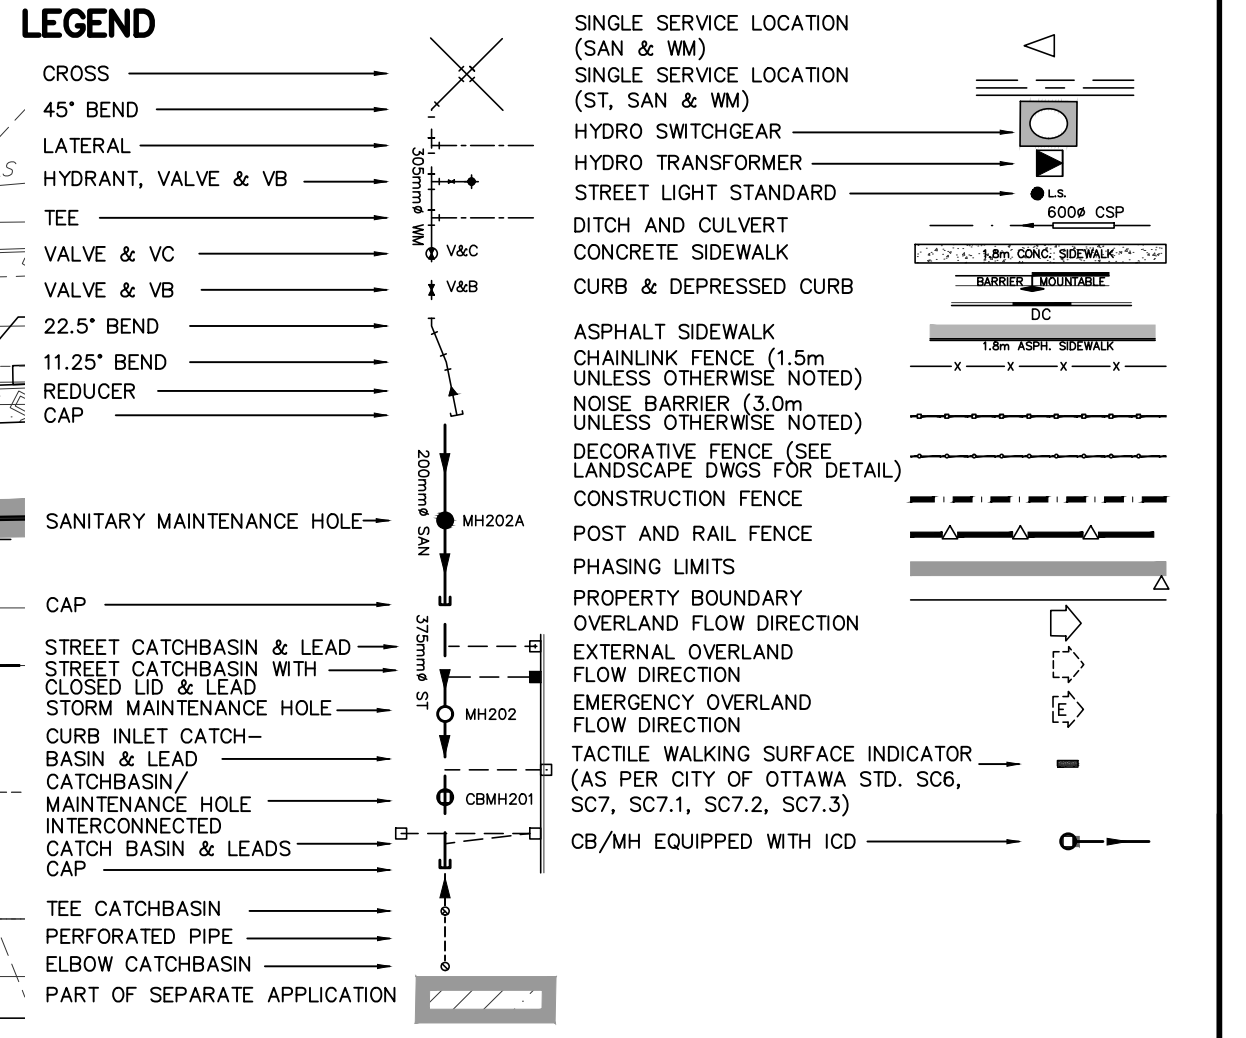 LEGEND
CROSS
45° BEND
LATERAL
HYDRANT, VALVE & VB
TEE
VALVE & VC
VALVE & VB
22.5° BEND
11.25° BEND
REDUCER
CAP
SANITARY MAINTENANCE HOLE
CAP
STREET CATCHBASIN & LEAD
STREET CATCHBASIN WITH
CLOSED LID & LEAD
STORM MAINTENANCE HOLE
CURB INLET CATCH-
BASIN & LEAD
CATCHBASIN/
MAINTENANCE HOLE
INTERCONNECTED
CATCH BASIN & LEADS
CAP
TEE CATCHBASIN
PERFORATED PIPE
ELBOW CATCHBASIN
PART OF SEPARATE APPLICATION
305mmø WM
V&C
V&B
200mmø SAN
MH202A
375mmø ST
MH202
CBMH201
SINGLE SERVICE LOCATION
(SAN & WM)
SINGLE SERVICE LOCATION
(ST, SAN & WM)
HYDRO SWITCHGEAR
HYDRO TRANSFORMER
STREET LIGHT STANDARD
L.S.
DITCH AND CULVERT
600ø CSP
CONCRETE SIDEWALK
1.8m CONC. SIDEWALK
CURB & DEPRESSED CURB
BARRIER MOUNTABLE
DC
ASPHALT SIDEWALK
1.8m ASPH. SIDEWALK
CHAINLINK FENCE (1.5m
UNLESS OTHERWISE NOTED)
X X X X
NOISE BARRIER (3.0m
UNLESS OTHERWISE NOTED)
DECORATIVE FENCE (SEE
LANDSCAPE DWGS FOR DETAIL)
CONSTRUCTION FENCE
POST AND RAIL FENCE
PHASING LIMITS
PROPERTY BOUNDARY
OVERLAND FLOW DIRECTION
EXTERNAL OVERLAND
FLOW DIRECTION
EMERGENCY OVERLAND
FLOW DIRECTION
E
TACTILE WALKING SURFACE INDICATOR
(AS PER CITY OF OTTAWA STD. SC6,
SC7, SC7.1, SC7.2, SC7.3)
CB/MH EQUIPPED WITH ICD
S